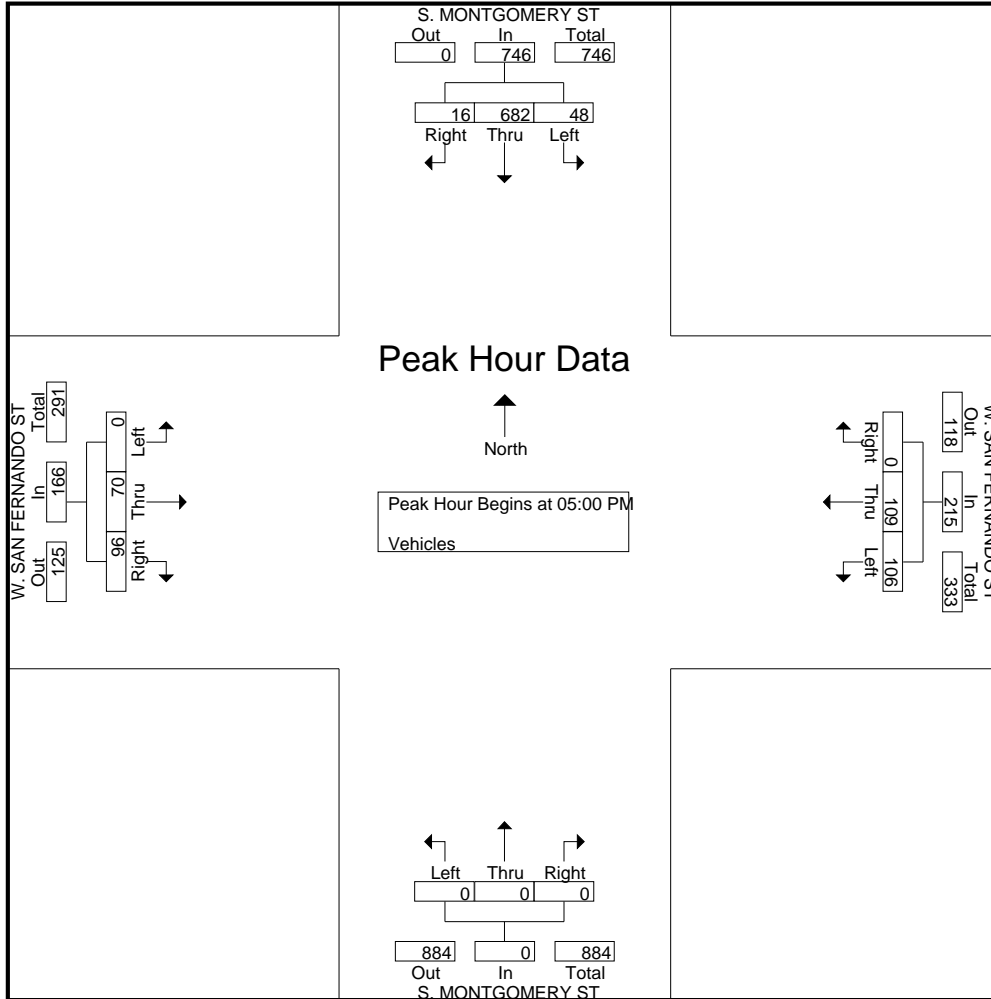 S. MONTGOMERY ST
Out In Total
0 746 746
16 682 48
Right Thru Left
Peak Hour Data
North
Peak Hour Begins at 05:00 PM
Vehicles
W. SAN FERNANDO ST
Total In Out
291 166 125
0 70 96
Left Thru Right
W. SAN FERNANDO ST
Out In Total
118 215 333
0 109 106
Right Thru Left
Left Thru Right
0 0 0
884 0 884
Out In Total
S. MONTGOMERY ST